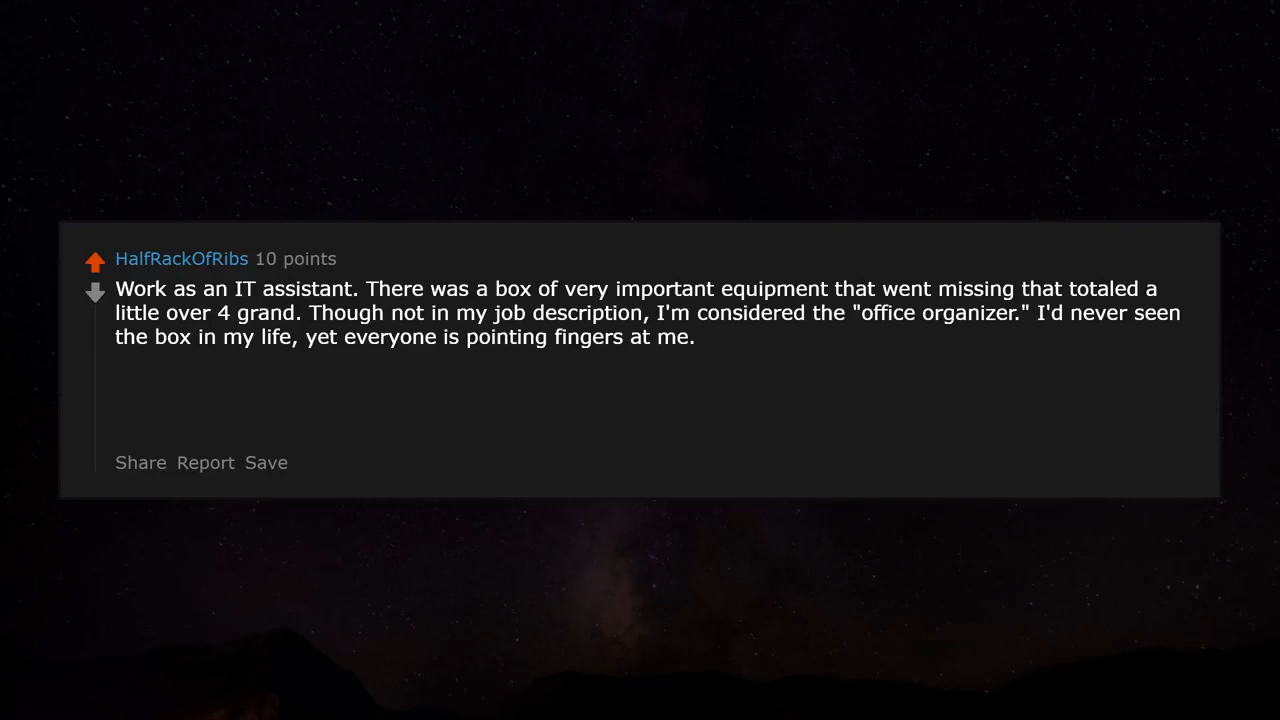 HalfRackOfRibs 10 points
Work as an IT assistant. There was a box of very important equipment that went missing that totaled a
little over 4 grand. Though not in my job description, I'm considered the "office organizer." I'd never seen
the box in my life, yet everyone is pointing fingers at me.
Share Report Save